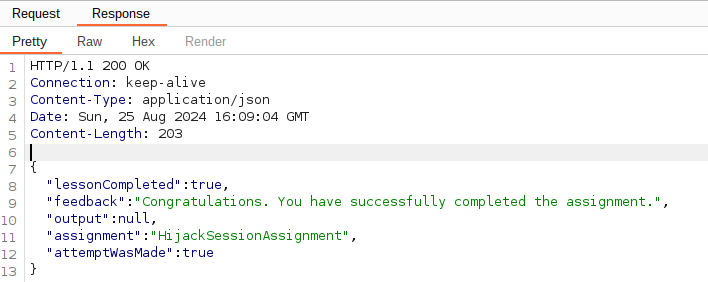 Request Response
Pretty Raw Hex Render
1 HTTP/1.1 200 OK
2 Connection: keep-alive
3 Content-Type: application/json
4 Date: Sun, 25 Aug 2024 16:09:04 GMT
5 Content-Length: 203
6
7 {
8 "lessonCompleted":true,
9 "feedback":"Congratulations. You have successfully completed the assignment.",
10 "output":null,
11 "assignment":"HijackSessionAssignment",
12 "attemptWasMade":true
13 }